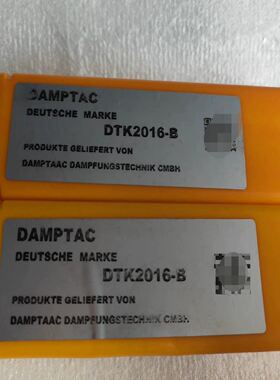 DAMPTAC
DEUTSCHE MARKE
DTK2016-B
PRODUKTE GELIEFERT VON
DAMPTAAC DAMPFUNGSTECHNIK CMBH
DAMPTAC
DEUTSCHE MARKE
DTK2016-B
PRODUKTE GELIEFERT VON
DAMPTAAC DAMPFUNGSTECHNIK GMBH